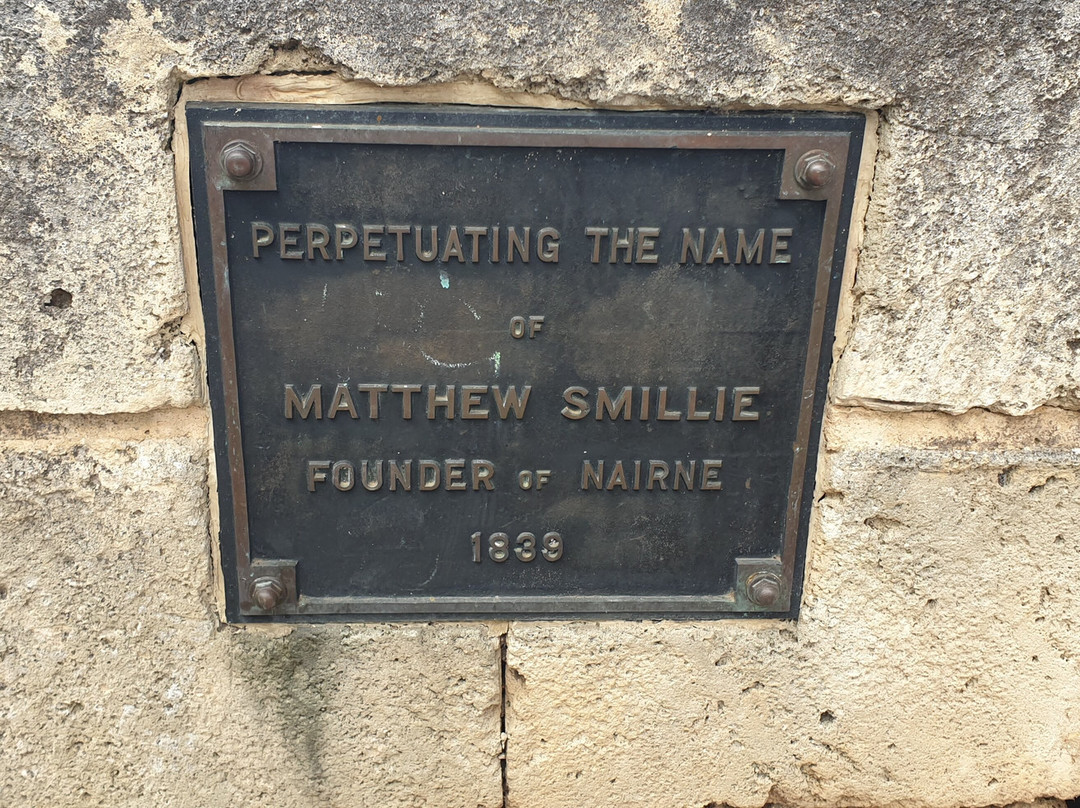 PERPETUATING THE NAME
OF
MATTHEW SMILLIE
FOUNDER OF NAIRNE
1839